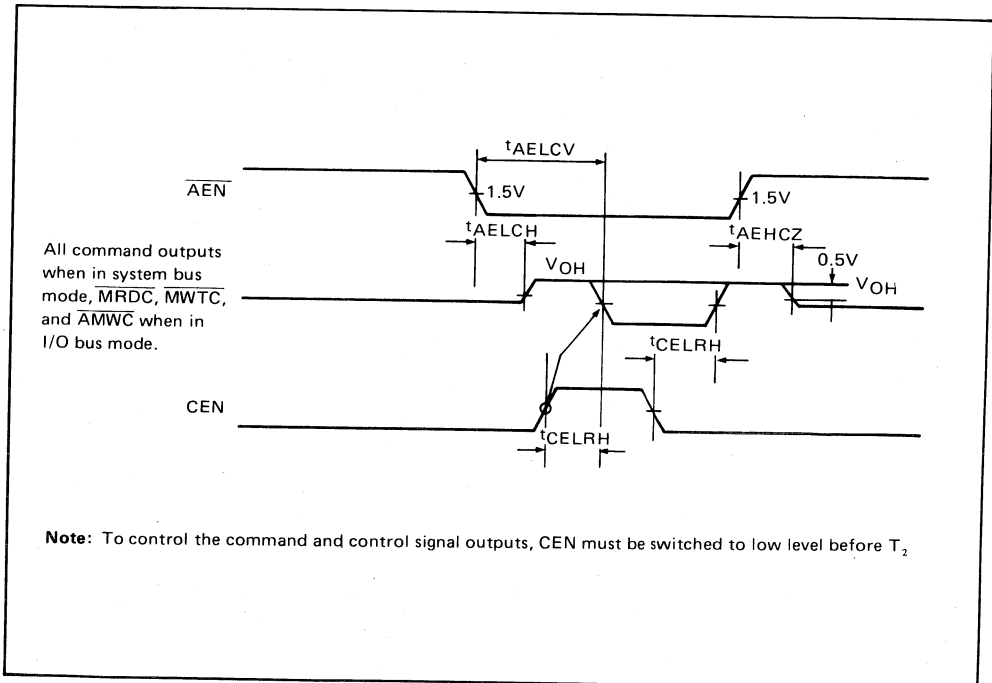 tAELCV
AEN
1.5V
1.5V
tAELCH
tAEHCZ
0.5V
All command outputs
when in system bus
mode, MRDC, MWTC,
and AMWC when in
I/O bus mode.
VOH
VOH
tCELRH
CEN
tCELRH
Note: To control the command and control signal outputs, CEN must be switched to low level before T₂